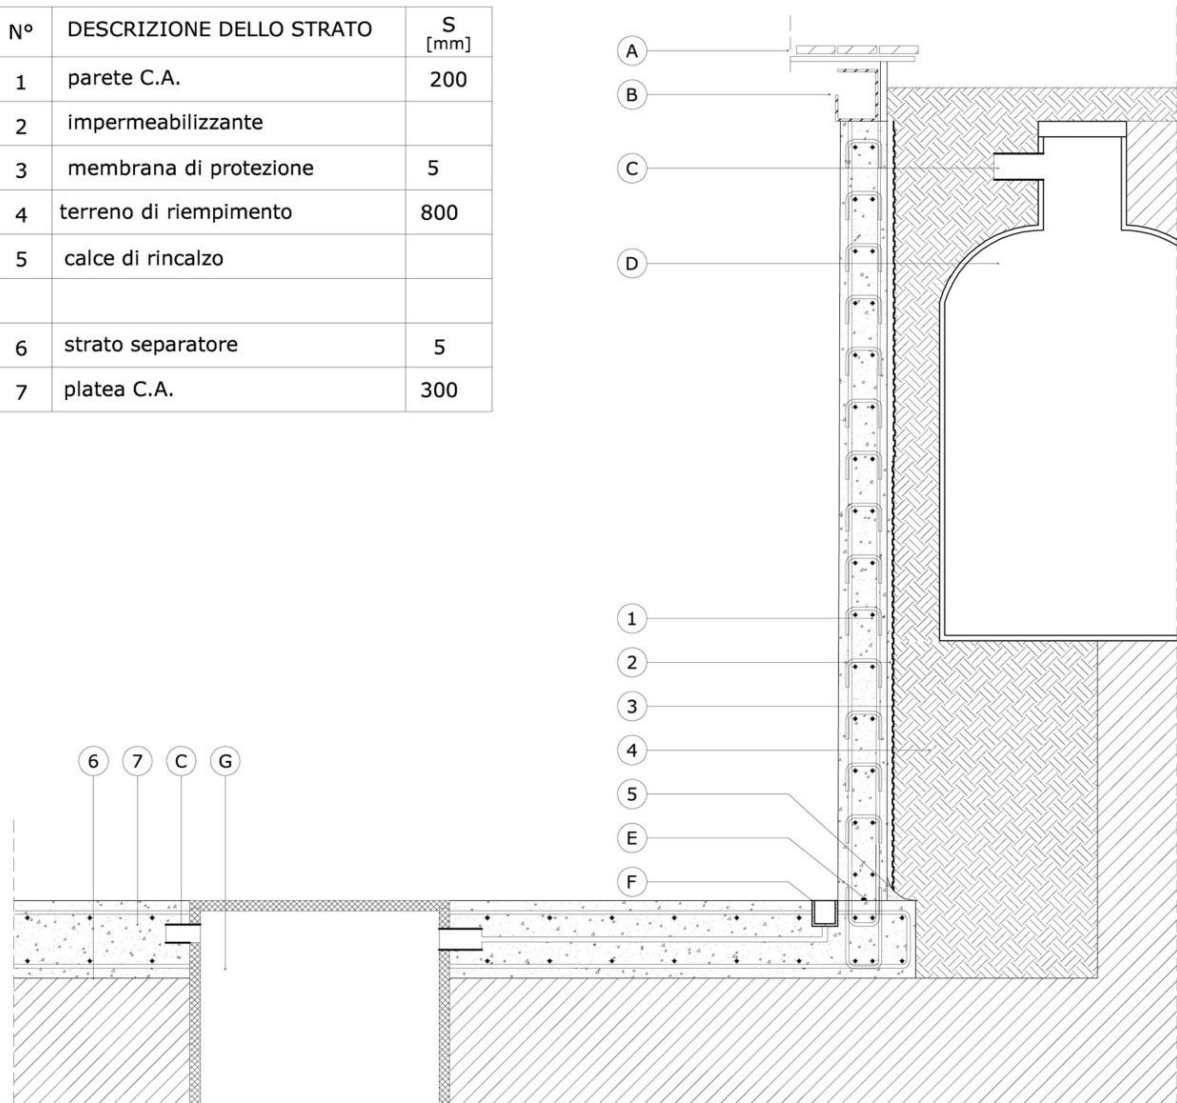 N° DESCRIZIONE DELLO STRATO S [mm]
1 parete C.A. 200
2 impermeabilizzante
3 membrana di protezione 5
4 terreno di riempimento 800
5 calce di rincalzo
6 strato separatore 5
7 platea C.A. 300
A
B
C
D
1
2
3
4
5
E
F
6 7 C G